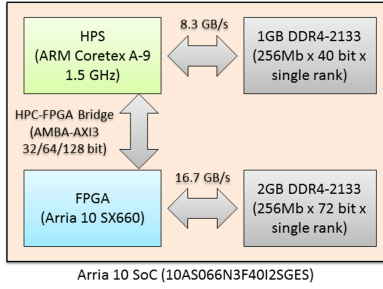 HPS
(ARM Coretex A-9
1.5 GHz)
8.3 GB/s
1GB DDR4-2133
(256Mb x 40 bit x
single rank)
HPC-FPGA Bridge
(AMBA-AXI3
32/64/128 bit)
FPGA
(Arria 10 SX660)
16.7 GB/s
2GB DDR4-2133
(256Mb x 72 bit x
single rank)
Arria 10 SoC (10AS066N3F40I2SGES)